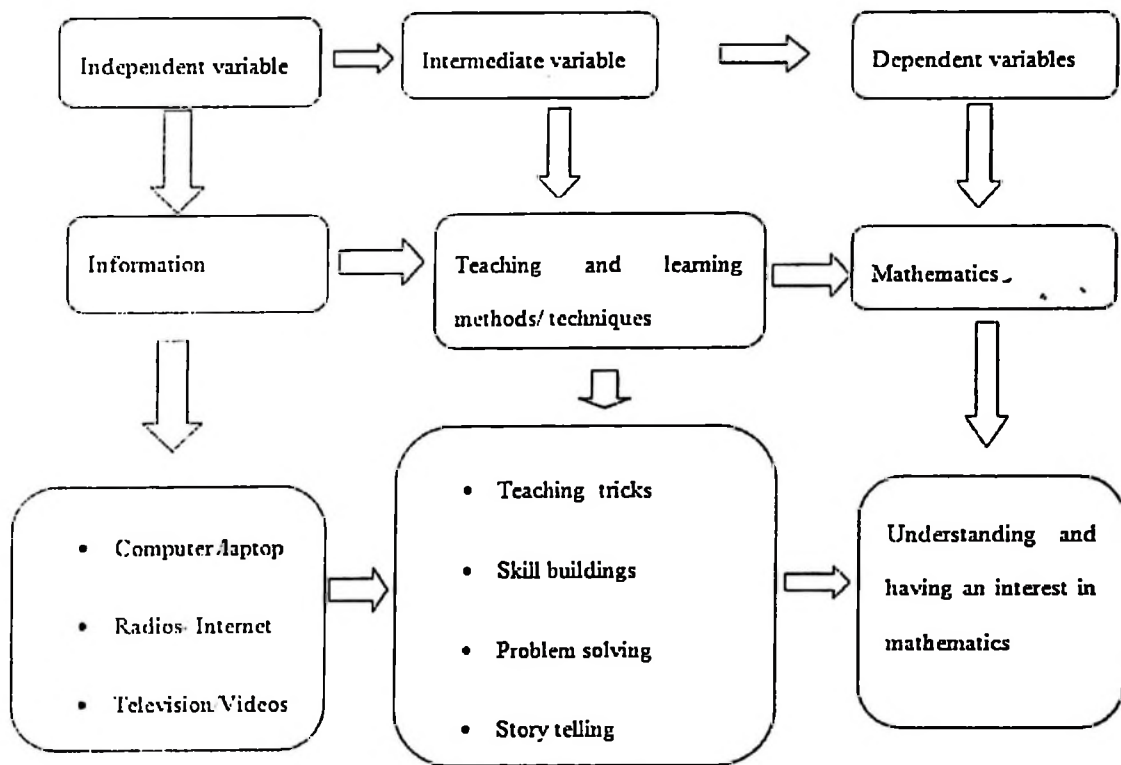 Independent variable
Intermediate variable
Dependent variables
Information
Teaching and learning
methods/ techniques
Mathematics
• Computer/laptop
• Radios Internet
• Television/Videos
• Teaching tricks
• Skill buildings
• Problem solving
• Story telling
Understanding and
having an interest in
mathematics